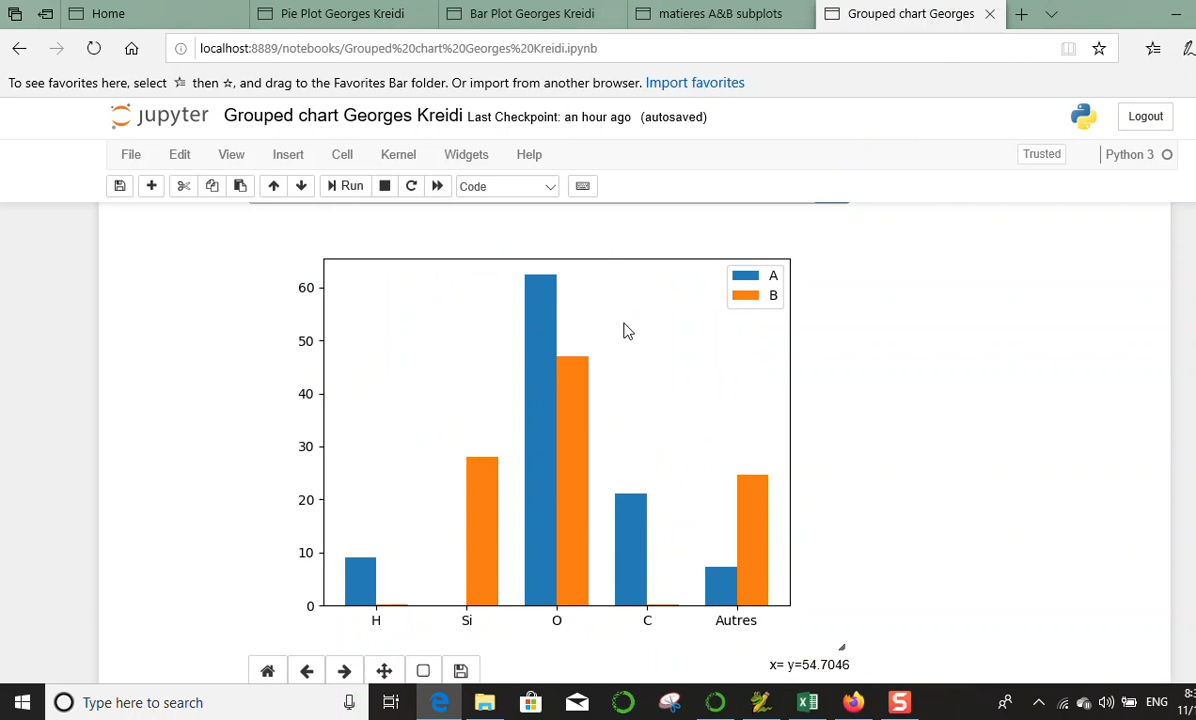 Home
Pie Plot Georges Kreidi
Bar Plot Georges Kreidi
matieres A&B subplots
Grouped chart Georges
localhost:8889/notebooks/Grouped%20chart%20Georges%20Kreidi.ipynb
To see favorites here, select then ☆, and drag to the Favorites Bar folder. Or import from another browser. Import favorites
jupyter Grouped chart Georges Kreidi Last Checkpoint: an hour ago (autosaved)
Logout
File Edit View Insert Cell Kernel Widgets Help
Trusted
Python 3
Run
Code
A
B
60
50
40
30
20
10
0
H Si O C Autres
x= y=54.7046
Type here to search
ENG